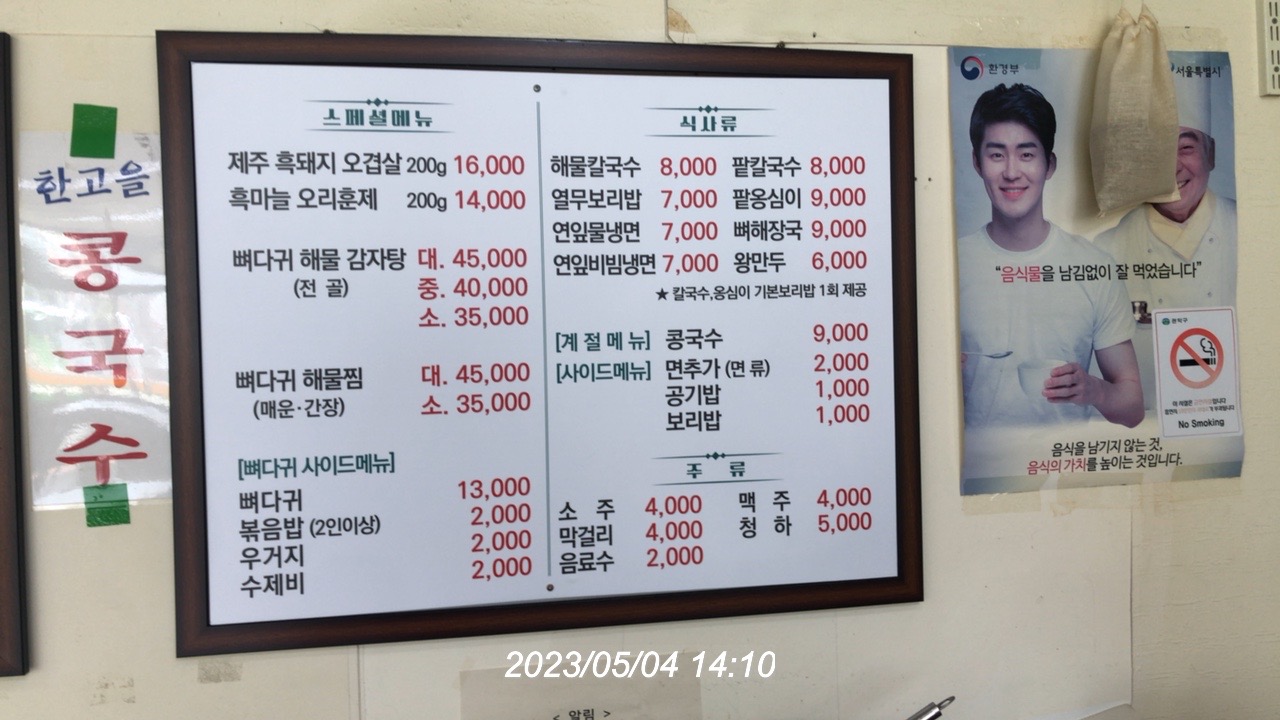 한고을
콩
국
수
스페셜메뉴
제주 흑돼지 오겹살 200g 16,000
흑마늘 오리훈제 200g 14,000
뼈다귀 해물 감자탕 대. 45,000
(전 골) 중. 40,000
소. 35,000
뼈다귀 해물찜 대. 45,000
(매운·간장) 소. 35,000
[뼈다귀 사이드메뉴]
뼈다귀 13,000
볶음밥 (2인이상) 2,000
우거지 2,000
수제비 2,000
식사류
해물칼국수 8,000 팥칼국수 8,000
열무보리밥 7,000 팥옹심이 9,000
연잎물냉면 7,000 뼈해장국 9,000
연잎비빔냉면 7,000 왕만두 6,000
★ 칼국수,옹심이 기본보리밥 1회 제공
[계 절 메 뉴] 콩국수 9,000
[사이드메뉴] 면추가 (면 류) 2,000
공기밥 1,000
보리밥 1,000
주 류
소 주 4,000 맥 주 4,000
막걸리 4,000 청 하 5,000
음료수 2,000
환경부
서울특별시
“음식물을 남김없이 잘 먹었습니다”
No Smoking
음식을 남기지 않는 것,
음식의 가치를 높이는 것입니다.
2023/05/04 14:10
< 알림 >